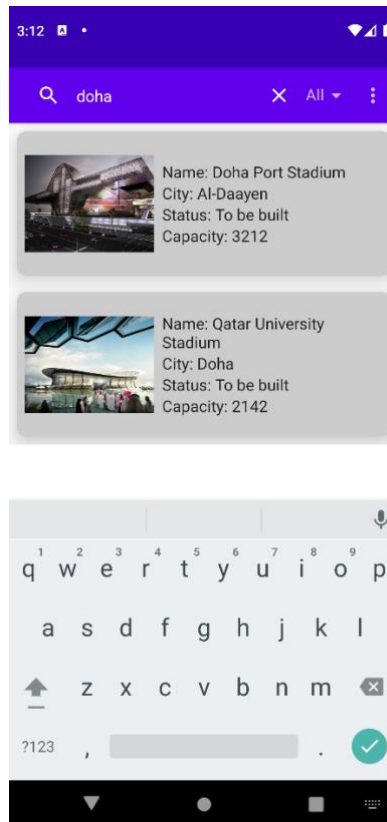 3:12 A
doha All
Name: Doha Port Stadium
City: Al-Daayen
Status: To be built
Capacity: 3212
Name: Qatar University
Stadium
City: Doha
Status: To be built
Capacity: 2142
1 2 3 4 5 6 7 8 9
q w e r t y u i o p
a s d f g h j k l
z x c v b n m
?123 , .